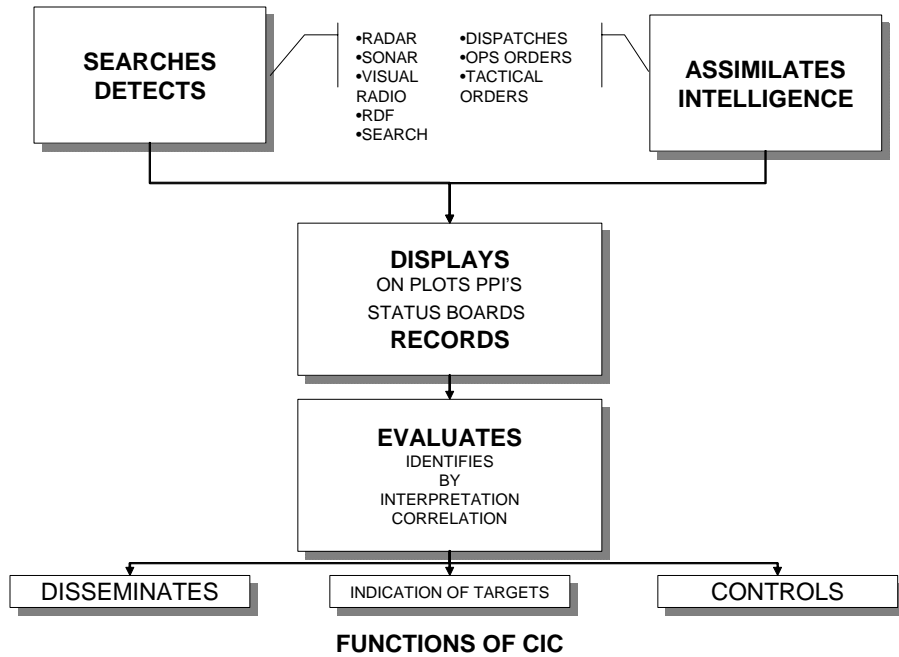 SEARCHES
DETECTS
•RADAR
•SONAR
•VISUAL
RADIO
•RDF
•SEARCH
•DISPATCHES
•OPS ORDERS
•TACTICAL
ORDERS
ASSIMILATES
INTELLIGENCE
DISPLAYS
ON PLOTS PPI'S
STATUS BOARDS
RECORDS
EVALUATES
IDENTIFIES
BY
INTERPRETATION
CORRELATION
DISSEMINATES
INDICATION OF TARGETS
CONTROLS
FUNCTIONS OF CIC